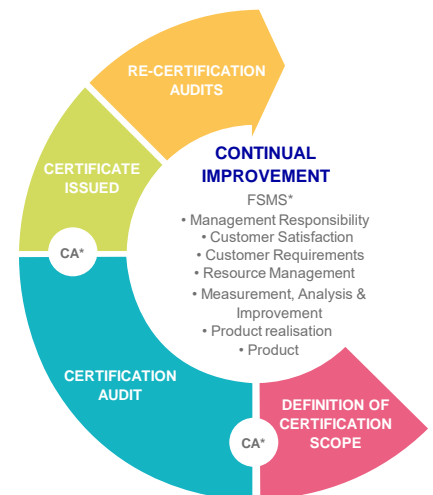 RE-CERTIFICATION
AUDITS
CONTINUAL
IMPROVEMENT
FSMS*
• Management Responsibility
• Customer Satisfaction
• Customer Requirements
• Resource Management
• Measurement, Analysis &
Improvement
• Product realisation
• Product
CERTIFICATE
ISSUED
CA*
CERTIFICATION
AUDIT
CA*
DEFINITION OF
CERTIFICATION
SCOPE